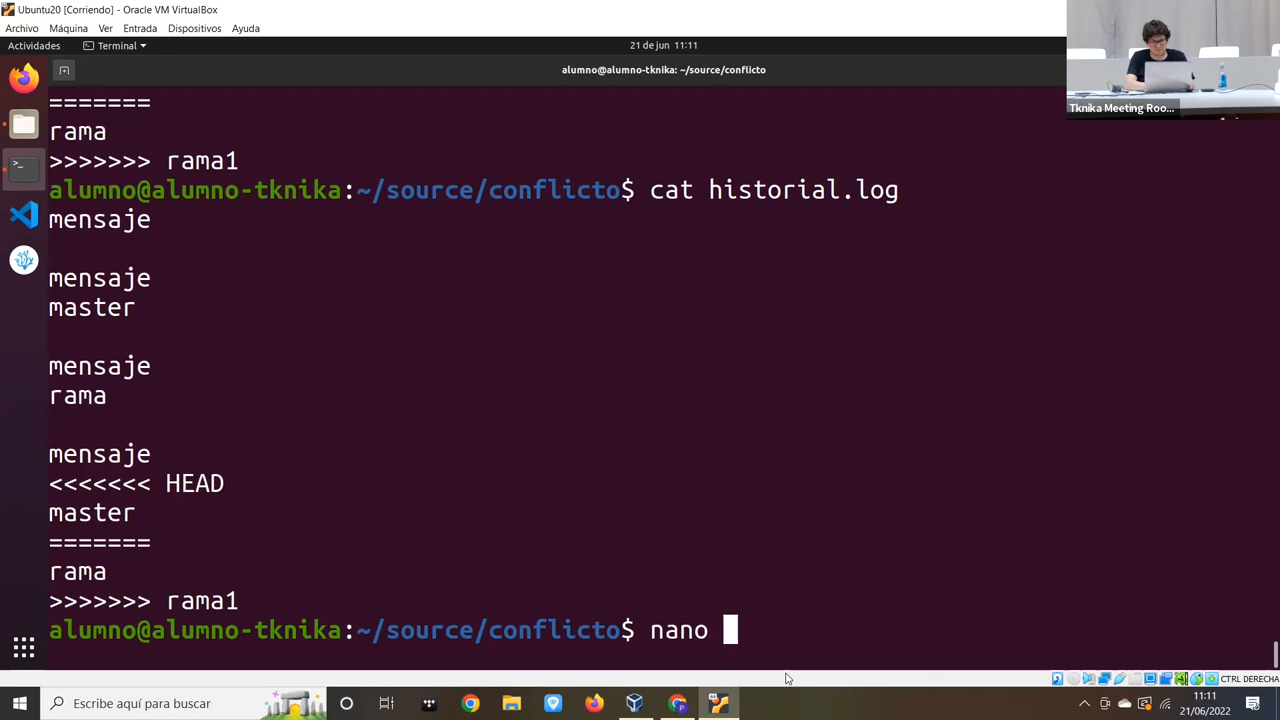 Ubuntu20 [Corriendo] - Oracle VM VirtualBox
Archivo Máquina Ver Entrada Dispositivos Ayuda
Actividades Terminal 21 de jun 11:11
alumno@alumno-tknika: ~/source/conflicto
Tknika Meeting Roo...
=======
rama
>>>>>>> rama1
alumno@alumno-tknika:~/source/conflicto$ cat historial.log
mensaje
mensaje
master
mensaje
rama
mensaje
<<<<<<< HEAD
master
=======
rama
>>>>>>> rama1
alumno@alumno-tknika:~/source/conflicto$ nano
CTRL DERECHA
Escribe aquí para buscar
11:11
21/06/2022